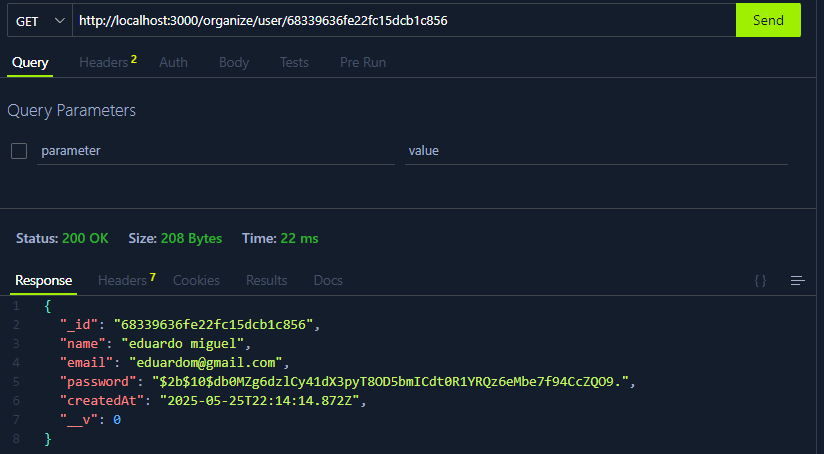 GET http://localhost:3000/organize/user/68339636fe22fc15dcb1c856 Send
Query Headers 2 Auth Body Tests Pre Run
Query Parameters
parameter value
Status: 200 OK Size: 208 Bytes Time: 22 ms
Response Headers 7 Cookies Results Docs { }
1 {
2 "_id": "68339636fe22fc15dcb1c856",
3 "name": "eduardo miguel",
4 "email": "eduardom@gmail.com",
5 "password": "$2b$10$db0MZg6dzlCy41dX3pyT8OD5bmICdt0R1YRQz6eMbe7f94CcZQO9.",
6 "createdAt": "2025-05-25T22:14:14.872Z",
7 "__v": 0
8 }